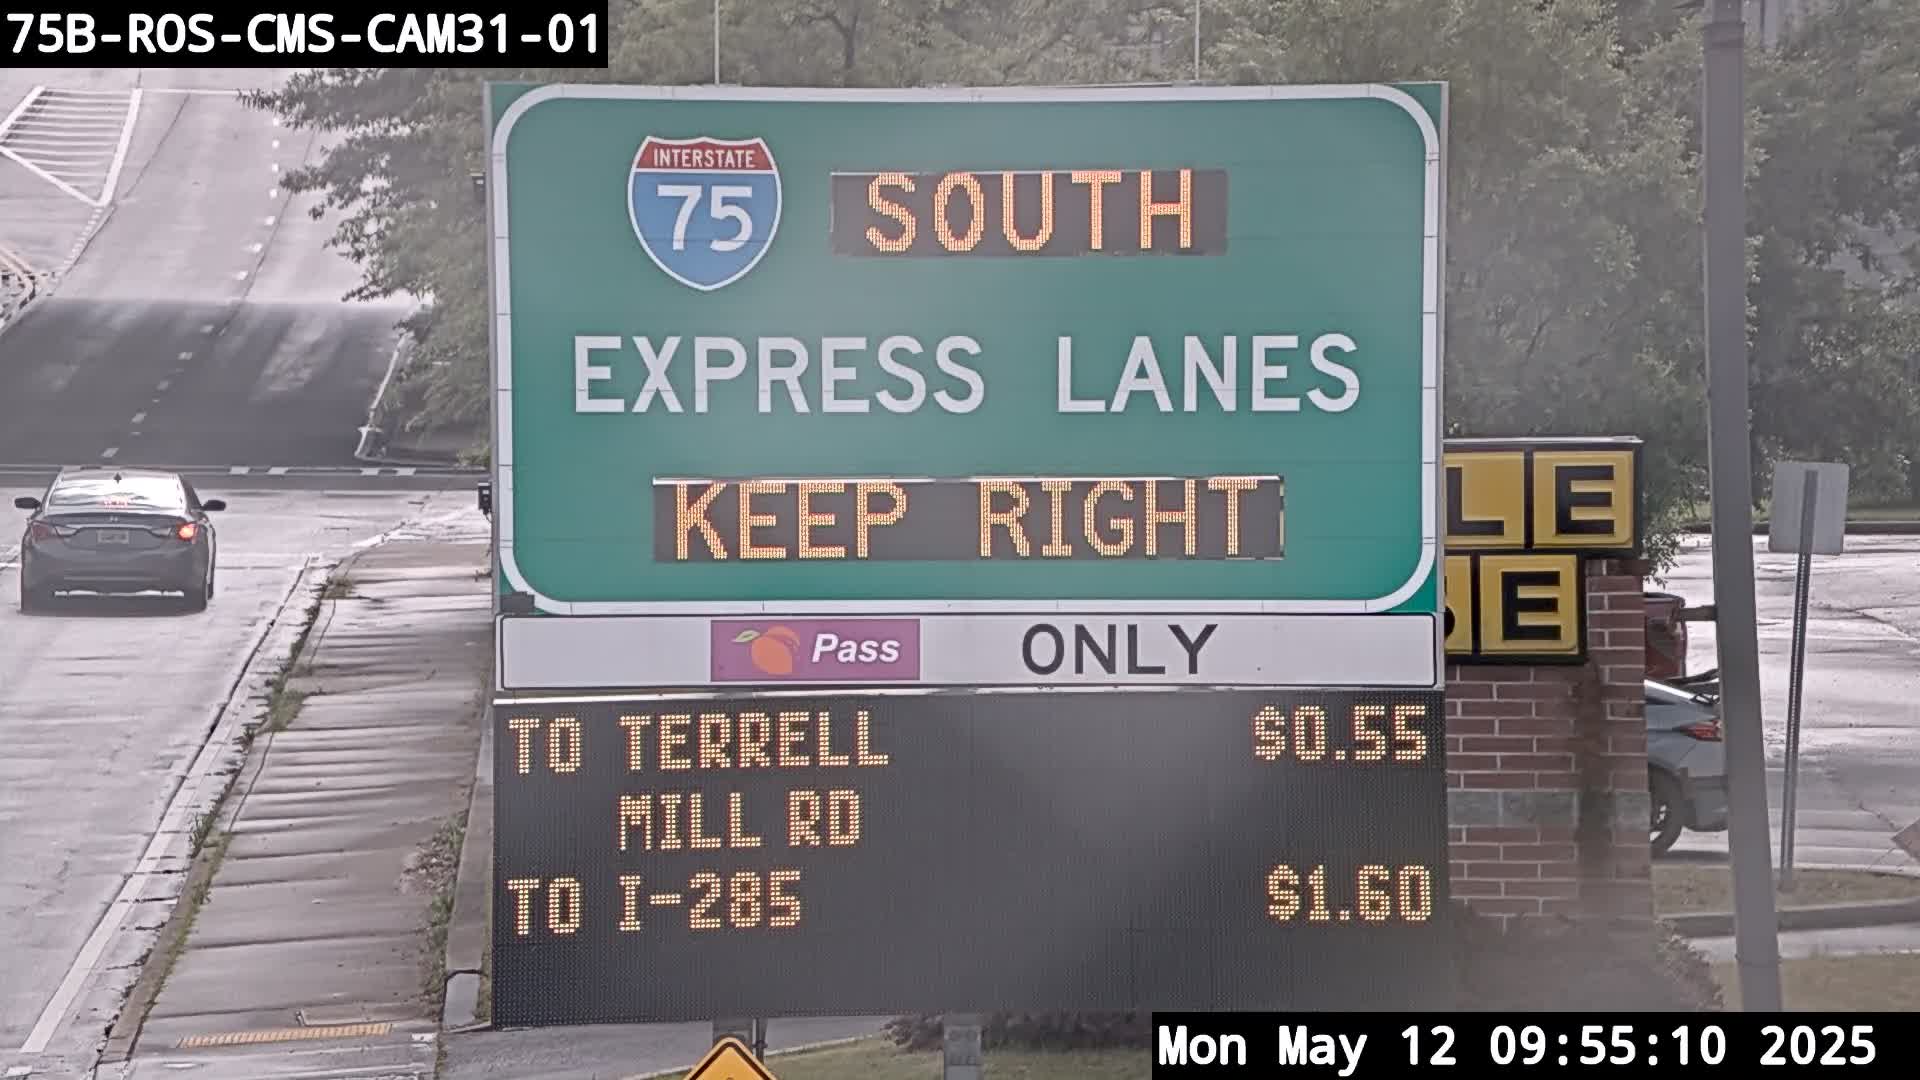 75B-ROS-CMS-CAM31-01
INTERSTATE
75
SOUTH
EXPRESS LANES
KEEP RIGHT
Pass ONLY
TO TERRELL $0.55
MILL RD
TO I-285 $1.60
LE
E
Mon May 12 09:55:10 2025